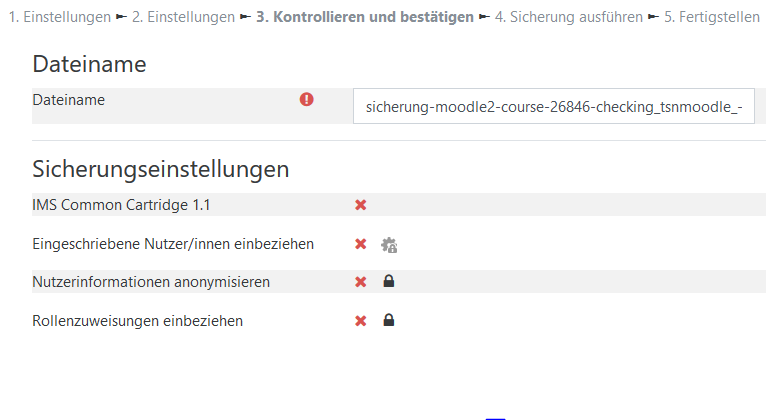 1. Einstellungen ► 2. Einstellungen ► 3. Kontrollieren und bestätigen ► 4. Sicherung ausführen ► 5. Fertigstellen
Dateiname
Dateiname sicherung-moodle2-course-26846-checking_tsnmoodle_-
Sicherungseinstellungen
IMS Common Cartridge 1.1
Eingeschriebene Nutzer/innen einbeziehen
Nutzerinformationen anonymisieren
Rollenzuweisungen einbeziehen